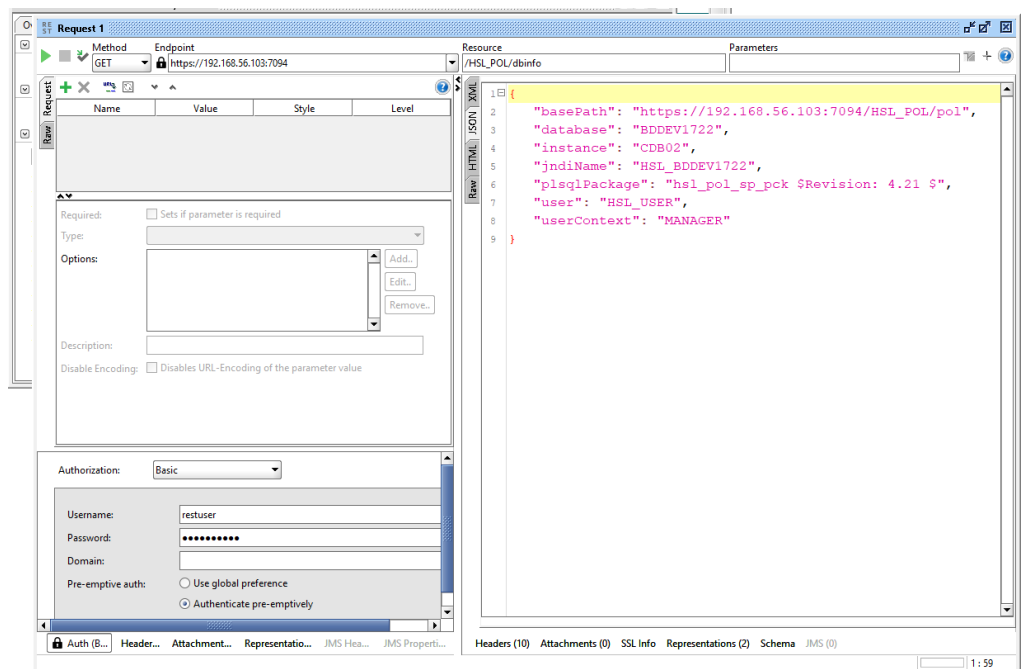 O
RE
ST
Request 1
Method
Endpoint
Resource
Parameters
GET
https://192.168.56.103:7094
/HSL_POL/dbinfo
Request
Raw
Name Value Style Level
Required:
Sets if parameter is required
Type:
Options:
Add..
Edit..
Remove..
Description:
Disable Encoding:
Disables URL-Encoding of the parameter value
Authorization:
Basic
Username:
restuser
Password:
••••••••••
Domain:
Pre-emptive auth:
Use global preference
Authenticate pre-emptively
Auth (B... Header... Attachment... Representatio... JMS Hea... JMS Properti...
XML
JSON
HTML
Raw
1 {
2 "basePath": "https://192.168.56.103:7094/HSL_POL/pol",
3 "database": "BDDEV1722",
4 "instance": "CDB02",
5 "jndiName": "HSL_BDDEV1722",
6 "plsqlPackage": "hsl_pol_sp_pck $Revision: 4.21 $",
7 "user": "HSL_USER",
8 "userContext": "MANAGER"
9 }
Headers (10) Attachments (0) SSL Info Representations (2) Schema JMS (0)
1 : 59